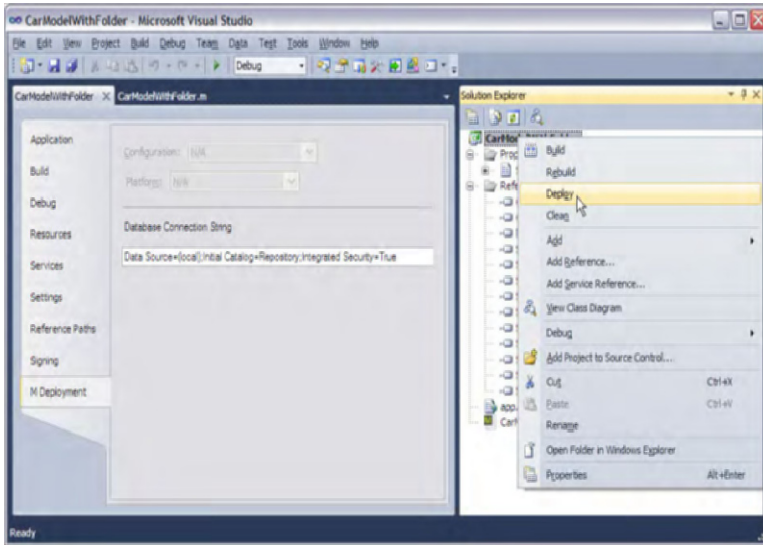 CarModelWithFolder - Microsoft Visual Studio
File Edit View Project Build Debug Team Data Test Tools Window Help
Debug
CarModelWithFolder X CarModelWithFolder.m
Solution Explorer
Application
Build
Debug
Resources
Services
Settings
Reference Paths
Signing
M Deployment
Configuration: N/A
Platform: N/A
Database Connection String
Data Source=(local);Initial Catalog=Repository;Integrated Security=True
Build
Rebuild
Deploy
Clean
Add
Add Reference...
Add Service Reference...
View Class Diagram
Debug
Add Project to Source Control...
Cut Ctrl+X
Paste Ctrl+V
Rename
Open Folder in Windows Explorer
Properties Alt+Enter
Ready